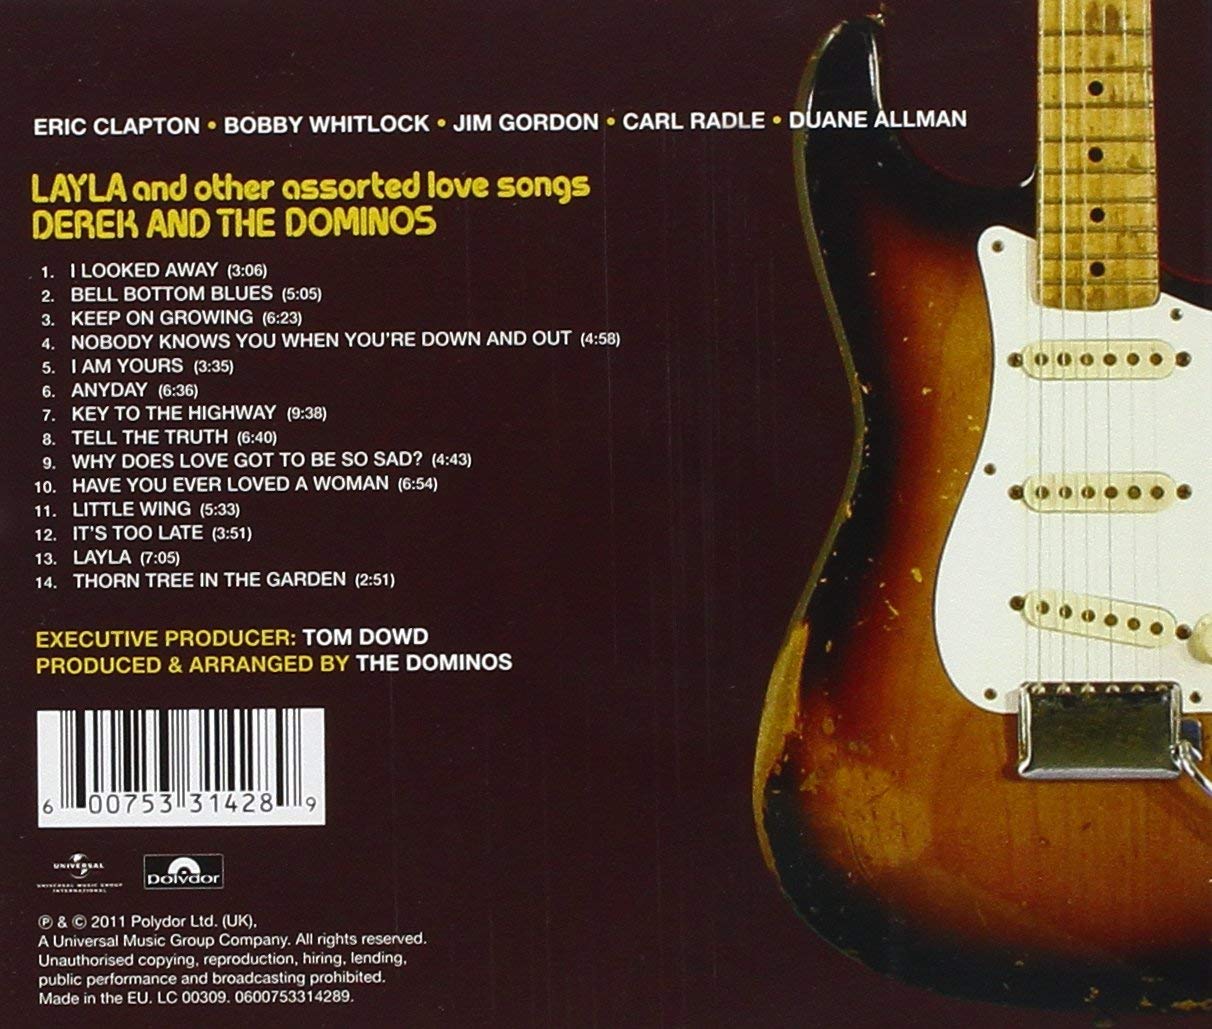 ERIC CLAPTON • BOBBY WHITLOCK • JIM GORDON • CARL RADLE • DUANE ALLMAN
LAYLA and other assorted love songs
DEREK AND THE DOMINOS
1. I LOOKED AWAY (3:06)
2. BELL BOTTOM BLUES (5:05)
3. KEEP ON GROWING (6:23)
4. NOBODY KNOWS YOU WHEN YOU'RE DOWN AND OUT (4:58)
5. I AM YOURS (3:35)
6. ANYDAY (6:36)
7. KEY TO THE HIGHWAY (9:38)
8. TELL THE TRUTH (6:40)
9. WHY DOES LOVE GOT TO BE SO SAD? (4:43)
10. HAVE YOU EVER LOVED A WOMAN (6:54)
11. LITTLE WING (5:33)
12. IT'S TOO LATE (3:51)
13. LAYLA (7:05)
14. THORN TREE IN THE GARDEN (2:51)
EXECUTIVE PRODUCER: TOM DOWD
PRODUCED & ARRANGED BY THE DOMINOS
6 00753 31428 9
UNIVERSAL
UNIVERSAL MUSIC GROUP
INTERNATIONAL
polydor
℗ & © 2011 Polydor Ltd. (UK),
A Universal Music Group Company. All rights reserved.
Unauthorised copying, reproduction, hiring, lending,
public performance and broadcasting prohibited.
Made in the EU. LC 00309. 0600753314289.